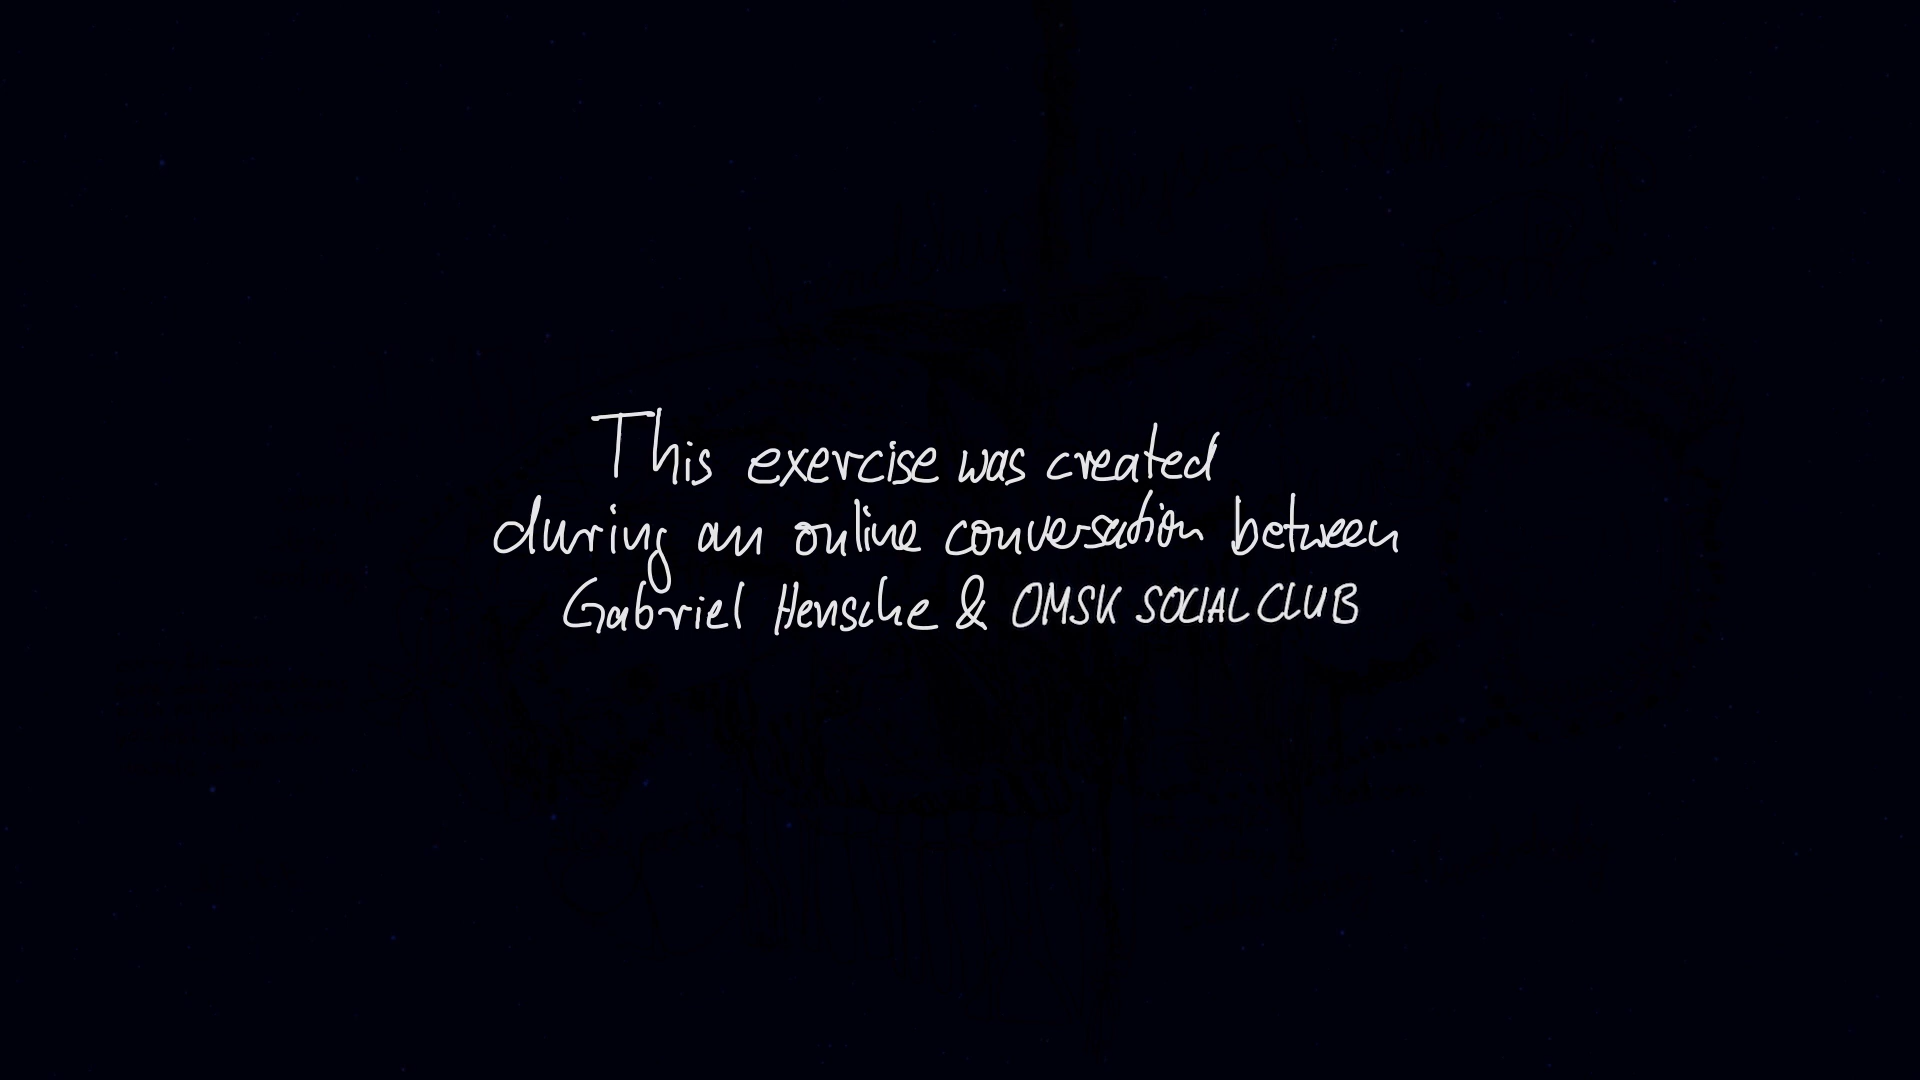 This exercise was created
during an online conversation between
Gabriel Hensche & OMSK SOCIAL CLUB